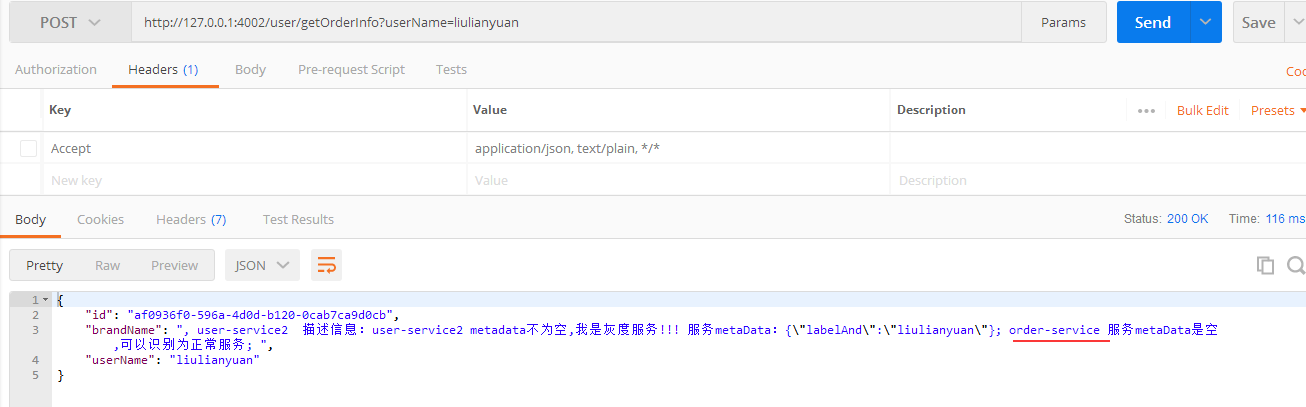 POST http://127.0.0.1:4002/user/getOrderInfo?userName=liulianyuan Params Send Save
Authorization Headers (1) Body Pre-request Script Tests
Key Value Description Bulk Edit Presets
Accept application/json, text/plain, */*
New key Value Description
Body Cookies Headers (7) Test Results Status: 200 OK Time: 116 ms
Pretty Raw Preview JSON
1 {
2 "id": "af0936f0-596a-4d0d-b120-0cab7ca9d0cb",
3 "brandName": ", user-service2 描述信息：user-service2 metadata不为空,我是灰度服务!!! 服务metaData：{\"labelAnd\":\"liulianyuan\"}; order-service 服务metaData是空
,可以识别为正常服务; ",
4 "userName": "liulianyuan"
5 }